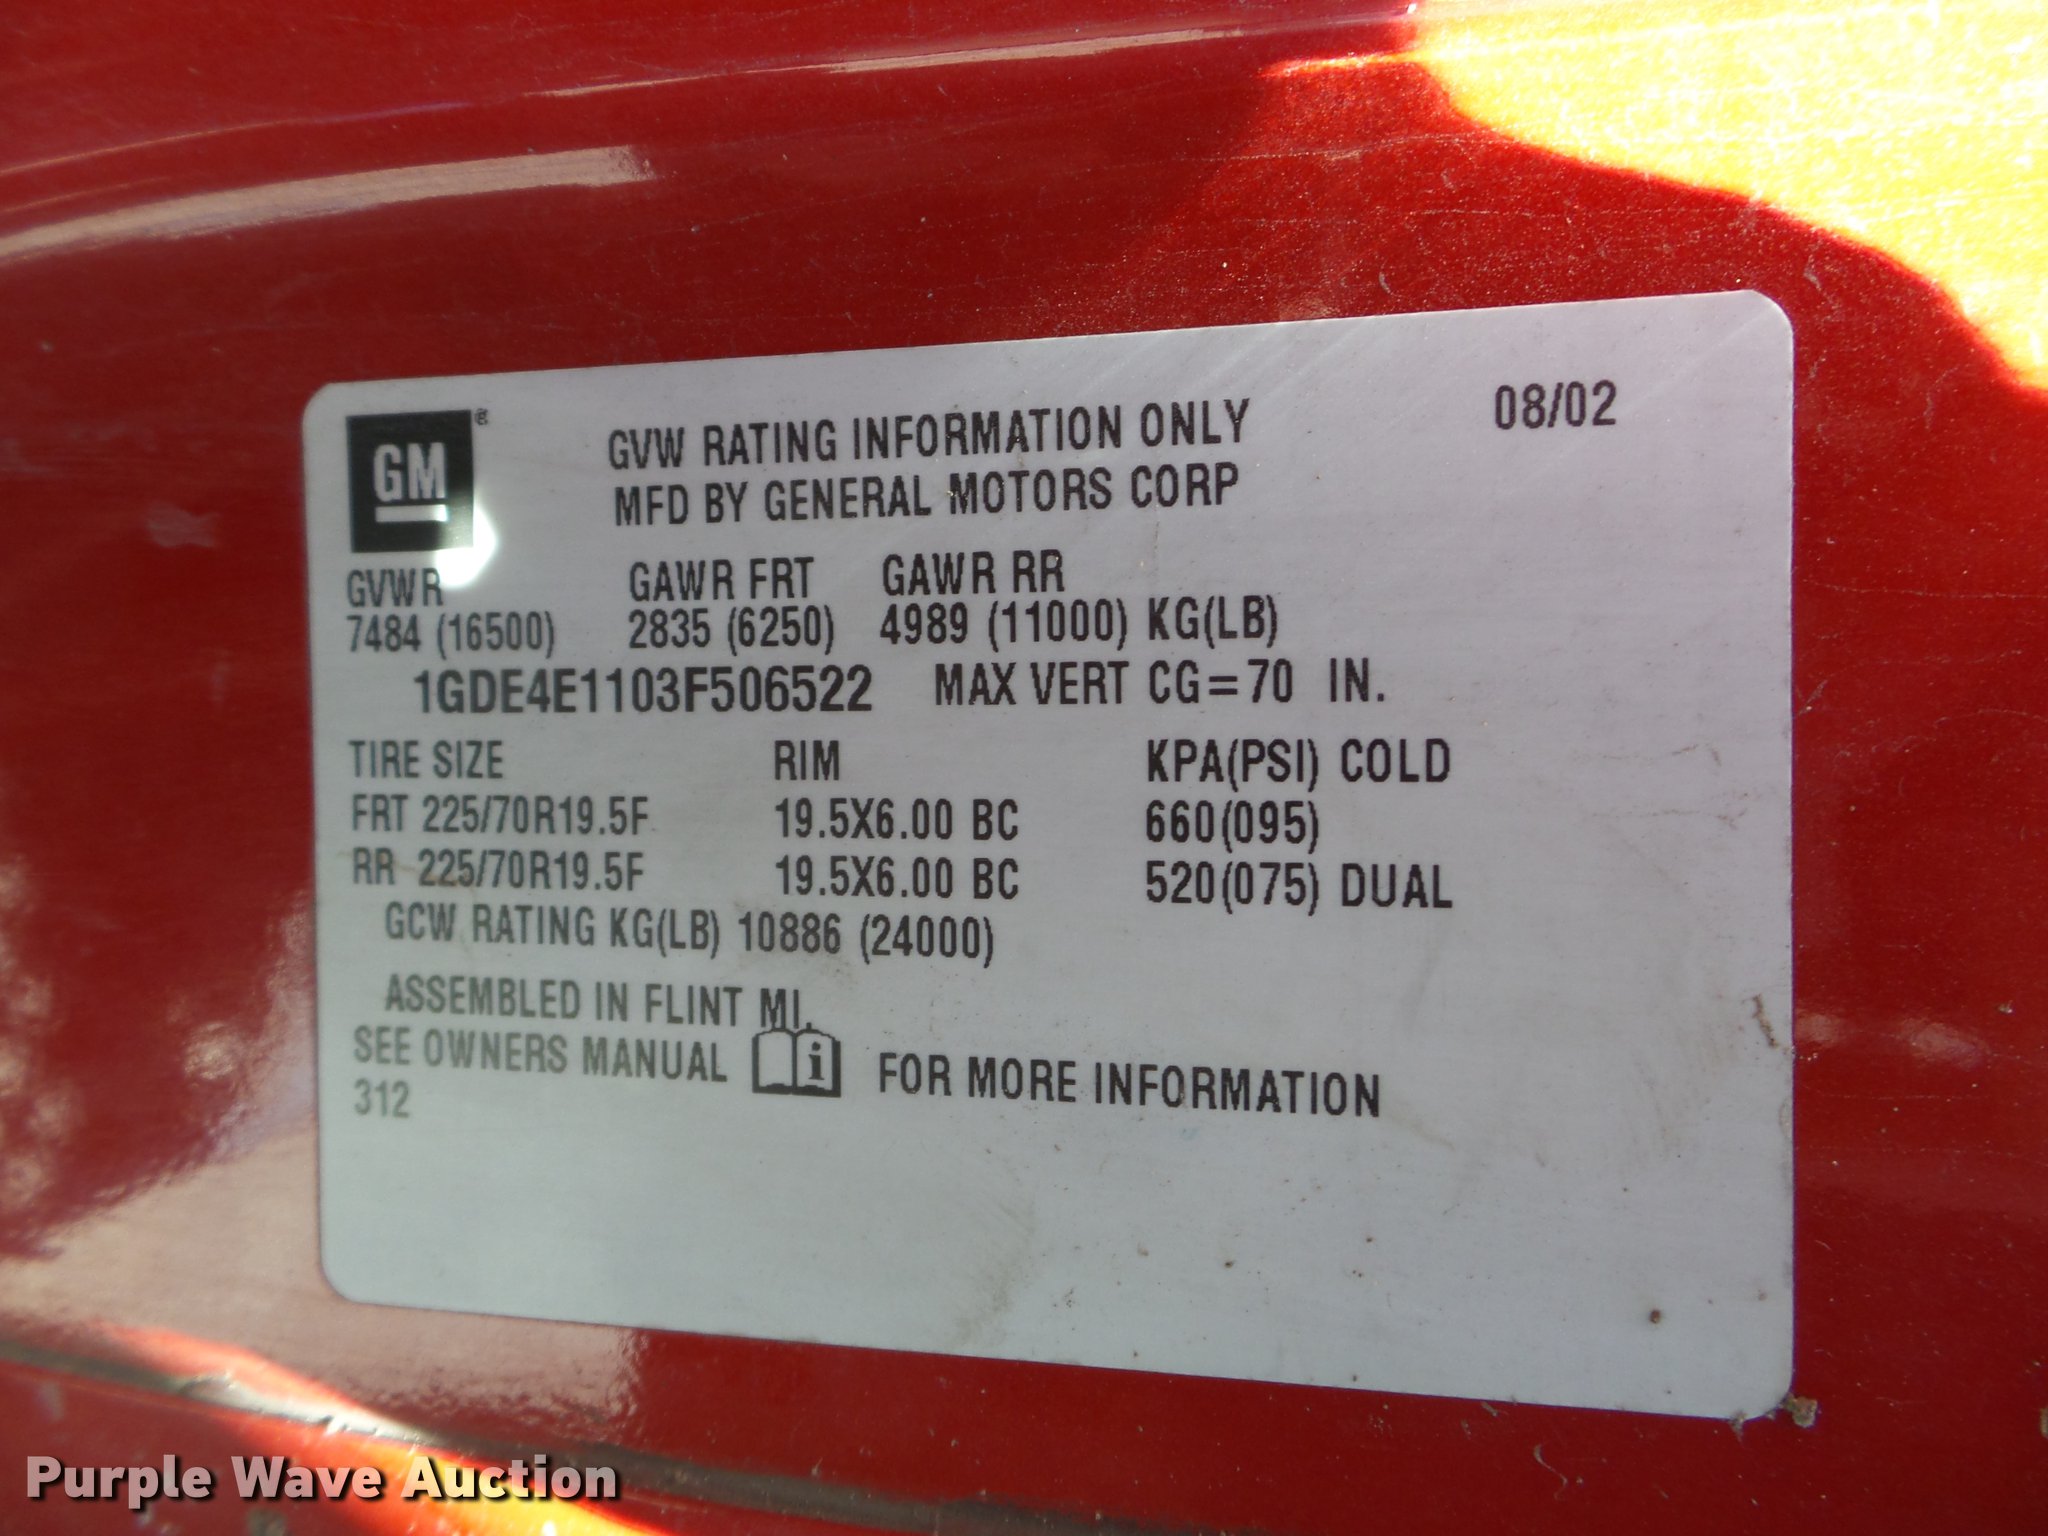 08/02
GM®
GVW RATING INFORMATION ONLY
MFD BY GENERAL MOTORS CORP
GVWR GAWR FRT GAWR RR
7484 (16500) 2835 (6250) 4989 (11000) KG(LB)
1GDE4E1103F506522 MAX VERT CG=70 IN.
TIRE SIZE RIM KPA(PSI) COLD
FRT 225/70R19.5F 19.5X6.00 BC 660(095)
RR 225/70R19.5F 19.5X6.00 BC 520(075) DUAL
GCW RATING KG(LB) 10886 (24000)
ASSEMBLED IN FLINT MI.
SEE OWNERS MANUAL i FOR MORE INFORMATION
312
Purple Wave Auction